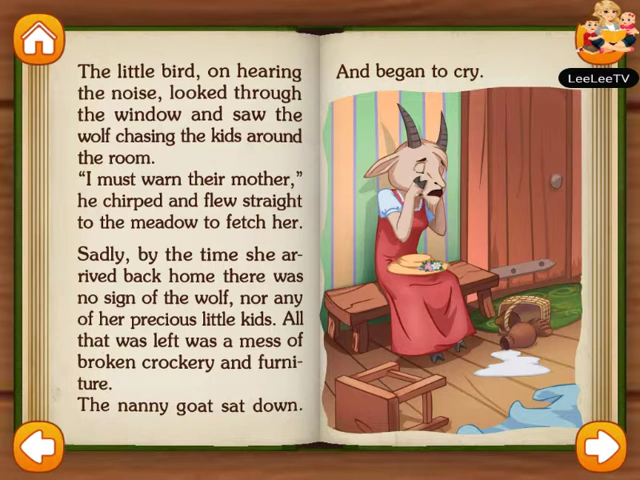 The little bird, on hearing
the noise, looked through
the window and saw the
wolf chasing the kids around
the room.
“I must warn their mother,”
he chirped and flew straight
to the meadow to fetch her.
Sadly, by the time she ar-
rived back home there was
no sign of the wolf, nor any
of her precious little kids. All
that was left was a mess of
broken crockery and furni-
ture.
The nanny goat sat down.
And began to cry.
LeeLeeTV